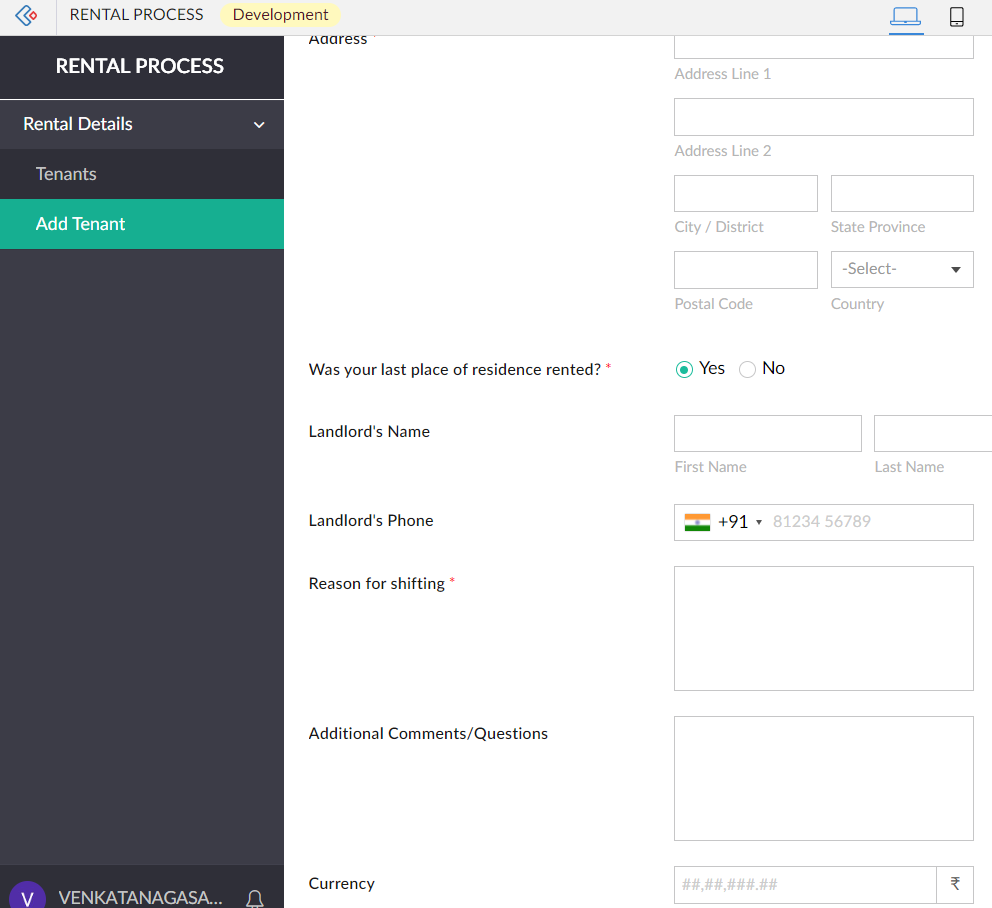 RENTAL PROCESS Development
RENTAL PROCESS
Rental Details
Tenants
Add Tenant
V VENKATANAGASA...
Address
Address Line 1
Address Line 2
City / District State Province
-Select-
Postal Code Country
Was your last place of residence rented? * Yes No
Landlord's Name
First Name Last Name
Landlord's Phone +91 81234 56789
Reason for shifting *
Additional Comments/Questions
Currency ##,##,###.## ₹